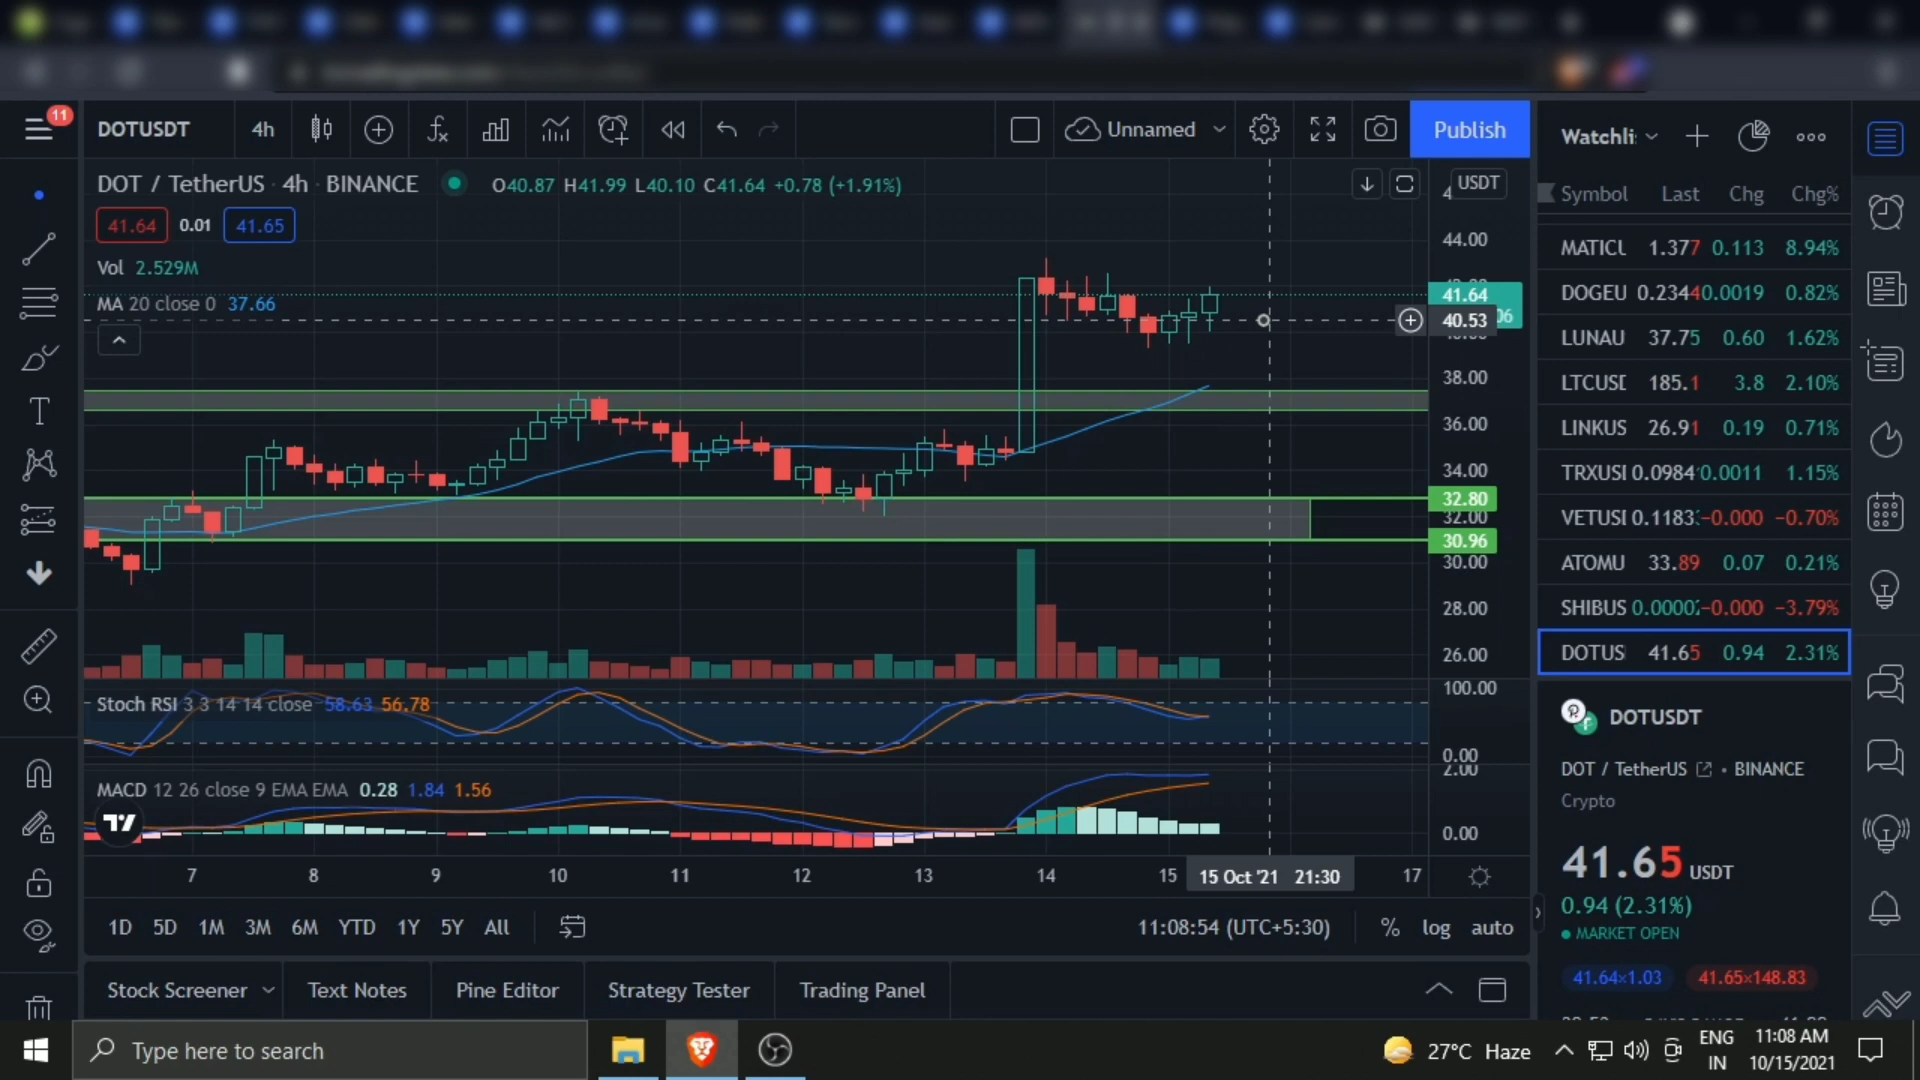 11
DOTUSDT
4h
Unnamed
Publish
Watchli
DOT / TetherUS · 4h · BINANCE
O40.87 H41.99 L40.10 C41.64 +0.78 (+1.91%)
USDT
Symbol Last Chg Chg%
41.64 0.01 41.65
Vol 2.529M
MA 20 close 0 37.66
44.00
41.64
40.53
38.00
36.00
34.00
32.80
32.00
30.96
30.00
28.00
26.00
100.00
0.00
2.00
0.00
MATICU 1.377 0.113 8.94%
DOGEU 0.2344 0.0019 0.82%
LUNAU 37.75 0.60 1.62%
LTCUSD 185.1 3.8 2.10%
LINKUS 26.91 0.19 0.71%
TRXUSD 0.0984 0.0011 1.15%
VETUSD 0.1183 −0.000 −0.70%
ATOMU 33.89 0.07 0.21%
SHIBUS 0.0000 −0.000 −3.79%
DOTUS 41.65 0.94 2.31%
Stoch RSI 3 3 14 14 close 58.63 56.78
MACD 12 26 close 9 EMA EMA 0.28 1.84 1.56
7 8 9 10 11 12 13 14 15 15 Oct '21 21:30 17
DOTUSDT
DOT / TetherUS • BINANCE
Crypto
41.65 USDT
0.94 (2.31%)
MARKET OPEN
41.64×1.03 41.65×148.83
1D 5D 1M 3M 6M YTD 1Y 5Y All
11:08:54 (UTC+5:30) % log auto
Stock Screener Text Notes Pine Editor Strategy Tester Trading Panel
Type here to search
27°C Haze
ENG
IN
11:08 AM
10/15/2021